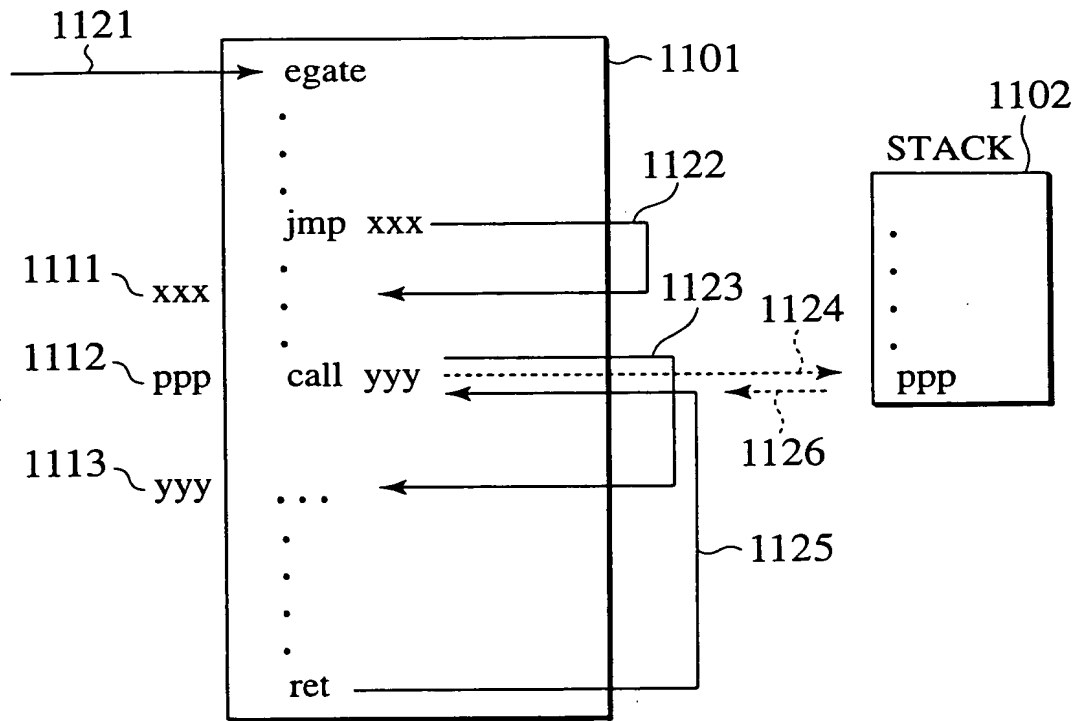 1121
egate
1101
1102
STACK
.
.
.
jmp xxx
1122
.
.
.
.
1111
xxx
.
.
.
1123
1124
1112
ppp
call yyy
ppp
1126
1113
yyy
...
.
.
.
.
1125
ret